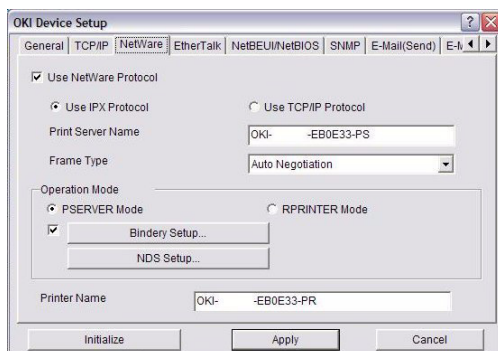 OKI Device Setup
General TCP/IP NetWare EtherTalk NetBEUI/NetBIOS SNMP E-Mail(Send)
Use NetWare Protocol
Use IPX Protocol Use TCP/IP Protocol
Print Server Name OKI- -EB0E33-PS
Frame Type Auto Negotiation
Operation Mode
PSERVER Mode RPRINTER Mode
Bindery Setup...
NDS Setup...
Printer Name OKI- -EB0E33-PR
Initialize Apply Cancel